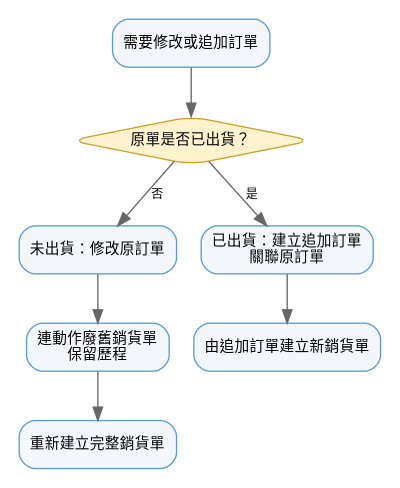 需要修改或追加訂單
原單是否已出貨？
否
是
未出貨：修改原訂單
已出貨：建立追加訂單
關聯原訂單
連動作廢舊銷貨單
保留歷程
由追加訂單建立新銷貨單
重新建立完整銷貨單